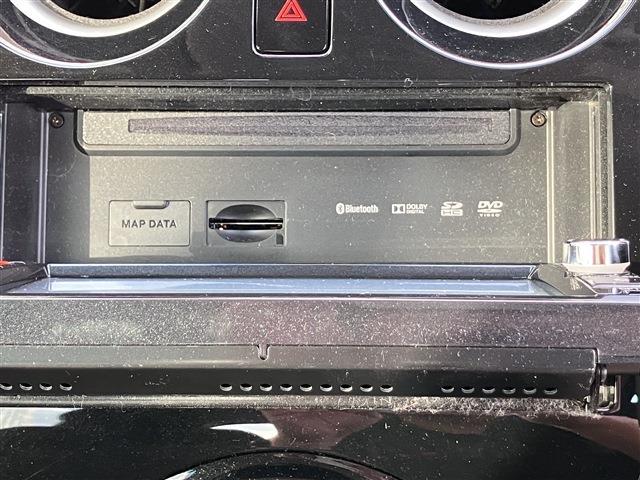 MAP DATA
Bluetooth
DOLBY
DIGITAL
SD
HC
DVD
VIDEO